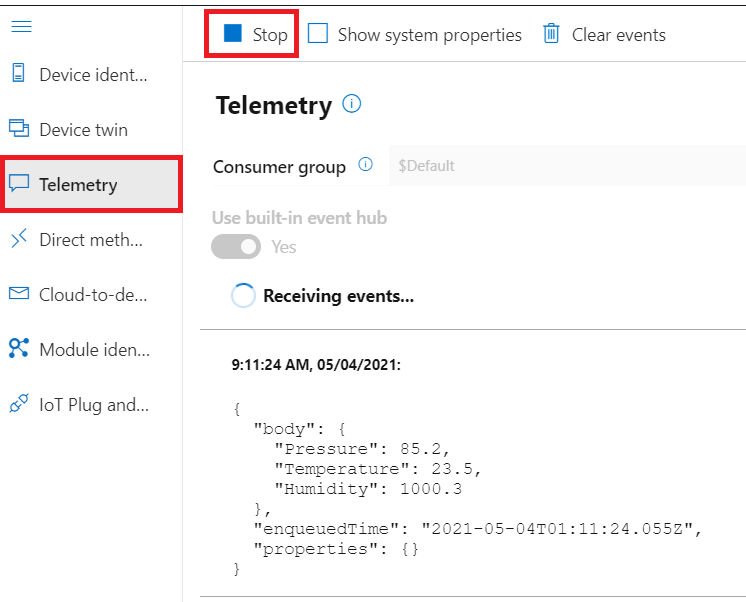 Stop Show system properties Clear events
Device ident...
Device twin
Telemetry
Direct meth...
Cloud-to-de...
Module iden...
IoT Plug and...
Telemetry
Consumer group $Default
Use built-in event hub
Yes
Receiving events...
9:11:24 AM, 05/04/2021:
{
"body": {
"Pressure": 85.2,
"Temperature": 23.5,
"Humidity": 1000.3
},
"enqueuedTime": "2021-05-04T01:11:24.055Z",
"properties": {}
}